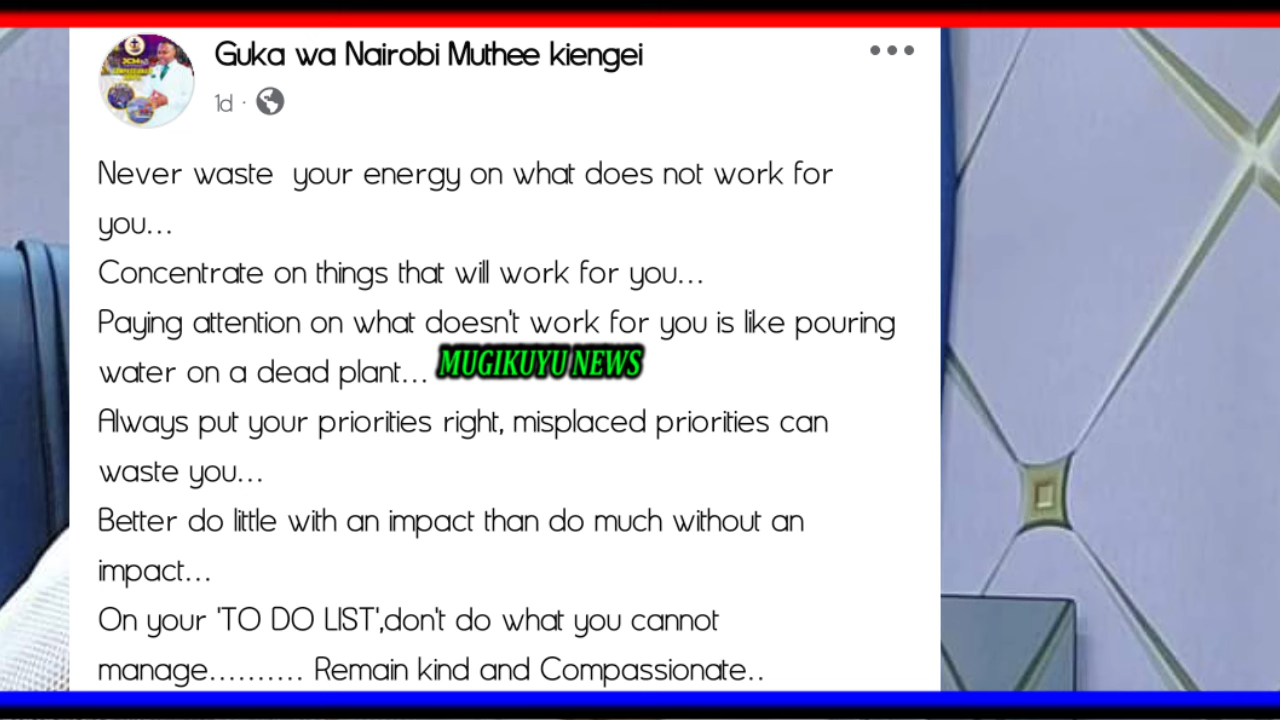 Guka wa Nairobi Muthee kiengei
1d ·
Never waste your energy on what does not work for
you...
Concentrate on things that will work for you...
Paying attention on what doesn't work for you is like pouring
water on a dead plant...
MUGIKUYU NEWS
Always put your priorities right, misplaced priorities can
waste you...
Better do little with an impact than do much without an
impact...
On your 'TO DO LIST',don't do what you cannot
manage.......... Remain kind and Compassionate..